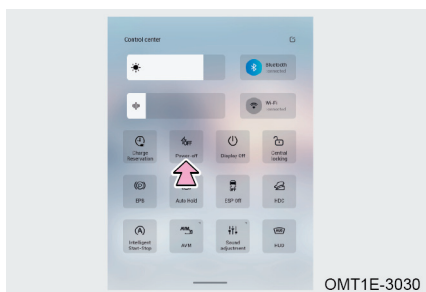 Control center
Bluetooth
connected
Wi-Fi
connected
Charge
Reservation
OFF
Power-off
Display Off
Central
locking
EPB
Auto Hold
ESP Off
HDC
Intelligent
Start-Stop
AVM
Sound
adjustment
HUD
OMT1E-3030